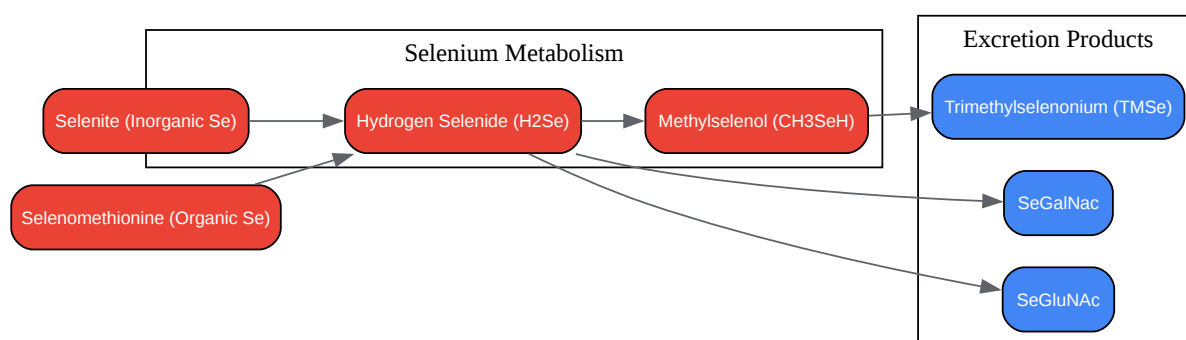 Selenium Metabolism
Excretion Products
Selenite (Inorganic Se)
Hydrogen Selenide (H2Se)
Methylselenol (CH3SeH)
Trimethylselenonium (TMSe)
Selenomethionine (Organic Se)
SeGalNac
SeGluNAc